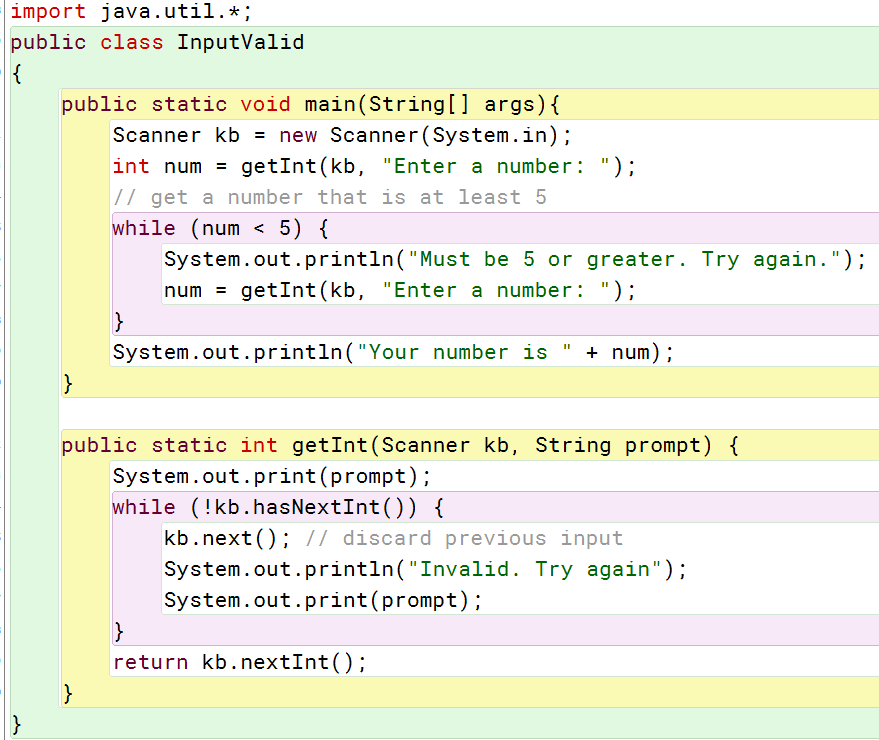 import java.util.*;
public class InputValid
{
    public static void main(String[] args){
        Scanner kb = new Scanner(System.in);
        int num = getInt(kb, "Enter a number: ");
        // get a number that is at least 5
        while (num < 5) {
            System.out.println("Must be 5 or greater. Try again.");
            num = getInt(kb, "Enter a number: ");
        }
        System.out.println("Your number is " + num);
    }

    public static int getInt(Scanner kb, String prompt) {
        System.out.print(prompt);
        while (!kb.hasNextInt()) {
            kb.next(); // discard previous input
            System.out.println("Invalid. Try again");
            System.out.print(prompt);
        }
        return kb.nextInt();
    }
}